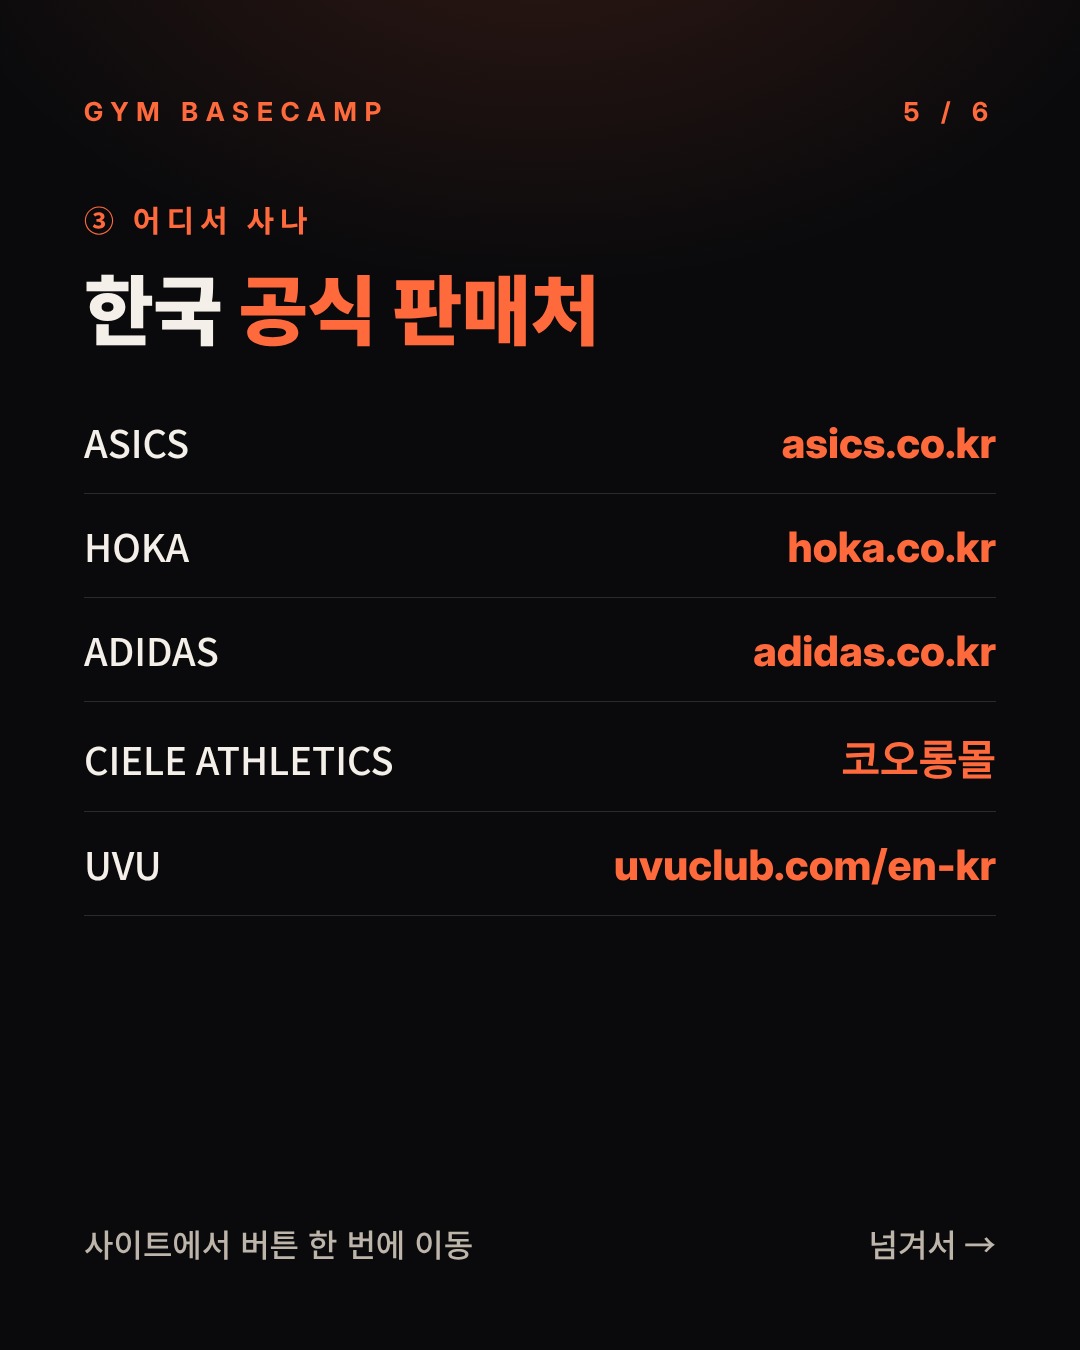 GYM BASECAMP
5 / 6
③ 어디서 사나
한국 공식 판매처
ASICS asics.co.kr
HOKA hoka.co.kr
ADIDAS adidas.co.kr
CIELE ATHLETICS 코오롱몰
UVU uvuclub.com/en-kr
사이트에서 버튼 한 번에 이동
넘겨서 →